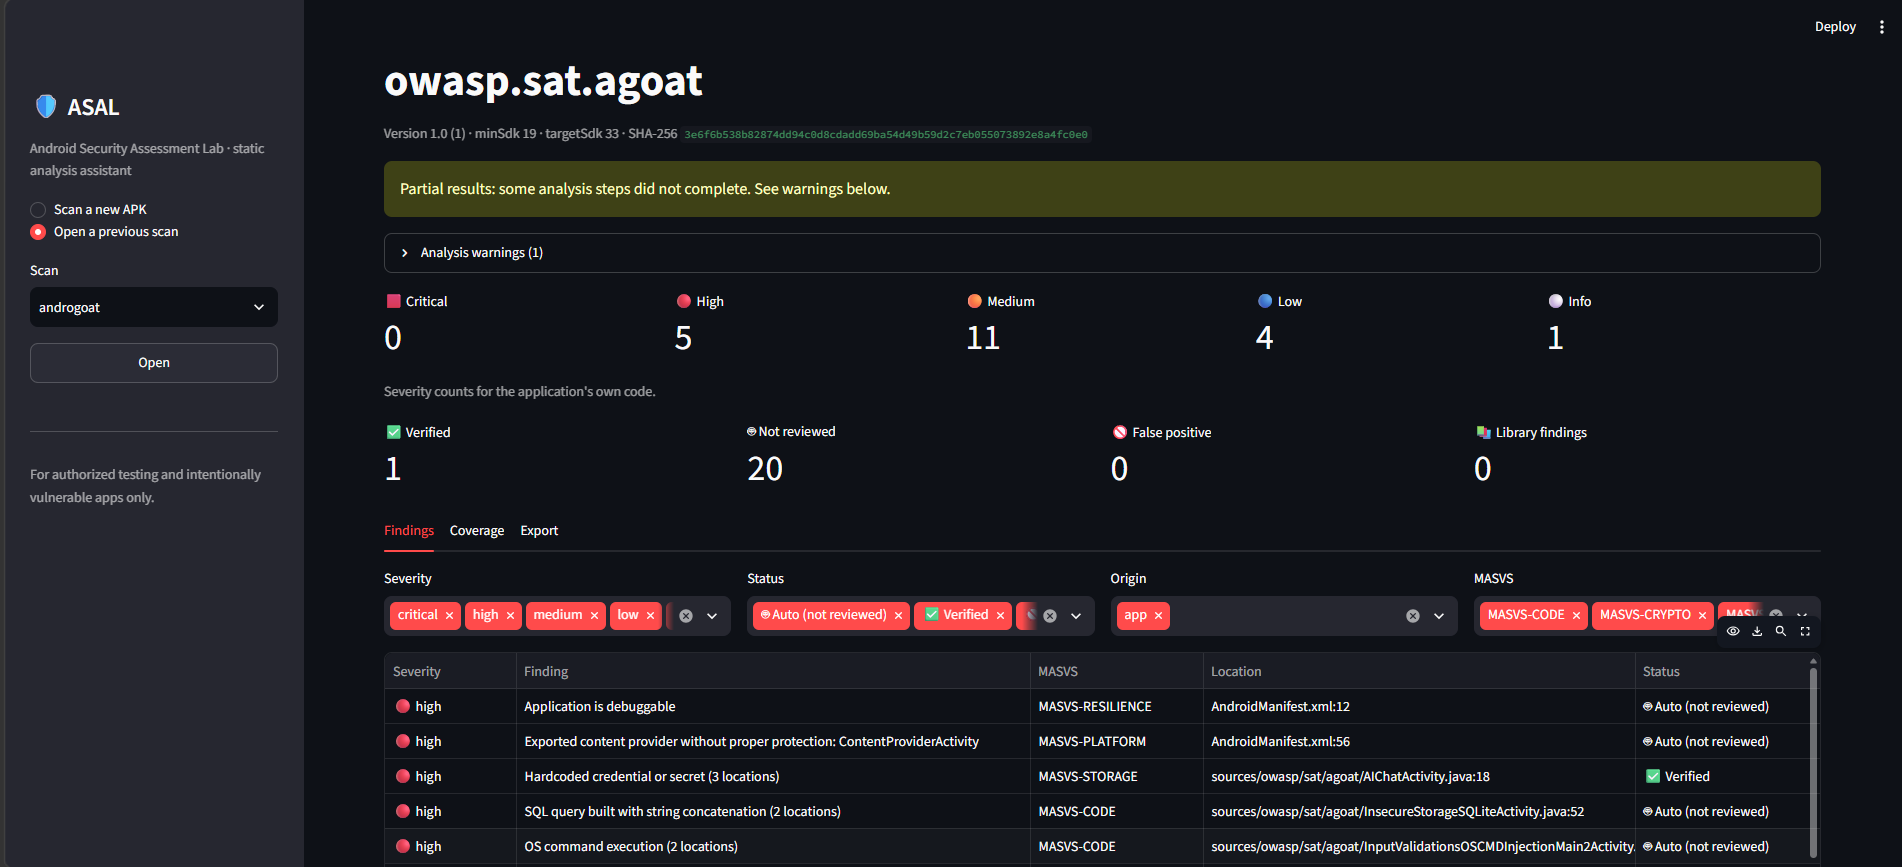 Deploy
ASAL
Android Security Assessment Lab · static
analysis assistant
Scan a new APK
Open a previous scan
Scan
androgoat
Open
For authorized testing and intentionally
vulnerable apps only.
owasp.sat.agoat
Version 1.0 (1) · minSdk 19 · targetSdk 33 · SHA-256 3e6f6b538b82874dd94c0d8cdadd69ba54d49b59d2c7eb055073892e8a4fc0e0
Partial results: some analysis steps did not complete. See warnings below.
Analysis warnings (1)
Critical High Medium Low Info
0 5 11 4 1
Severity counts for the application's own code.
Verified Not reviewed False positive Library findings
1 20 0 0
Findings Coverage Export
Severity Status Origin MASVS
critical high medium low Auto (not reviewed) Verified app MASVS-CODE MASVS-CRYPTO MASV
Severity Finding MASVS Location Status
high Application is debuggable MASVS-RESILIENCE AndroidManifest.xml:12 Auto (not reviewed)
high Exported content provider without proper protection: ContentProviderActivity MASVS-PLATFORM AndroidManifest.xml:56 Auto (not reviewed)
high Hardcoded credential or secret (3 locations) MASVS-STORAGE sources/owasp/sat/agoat/AIChatActivity.java:18 Verified
high SQL query built with string concatenation (2 locations) MASVS-CODE sources/owasp/sat/agoat/InsecureStorageSQLiteActivity.java:52 Auto (not reviewed)
high OS command execution (2 locations) MASVS-CODE sources/owasp/sat/agoat/InputValidationsOSCMDInjectionMain2Activity. Auto (not reviewed)